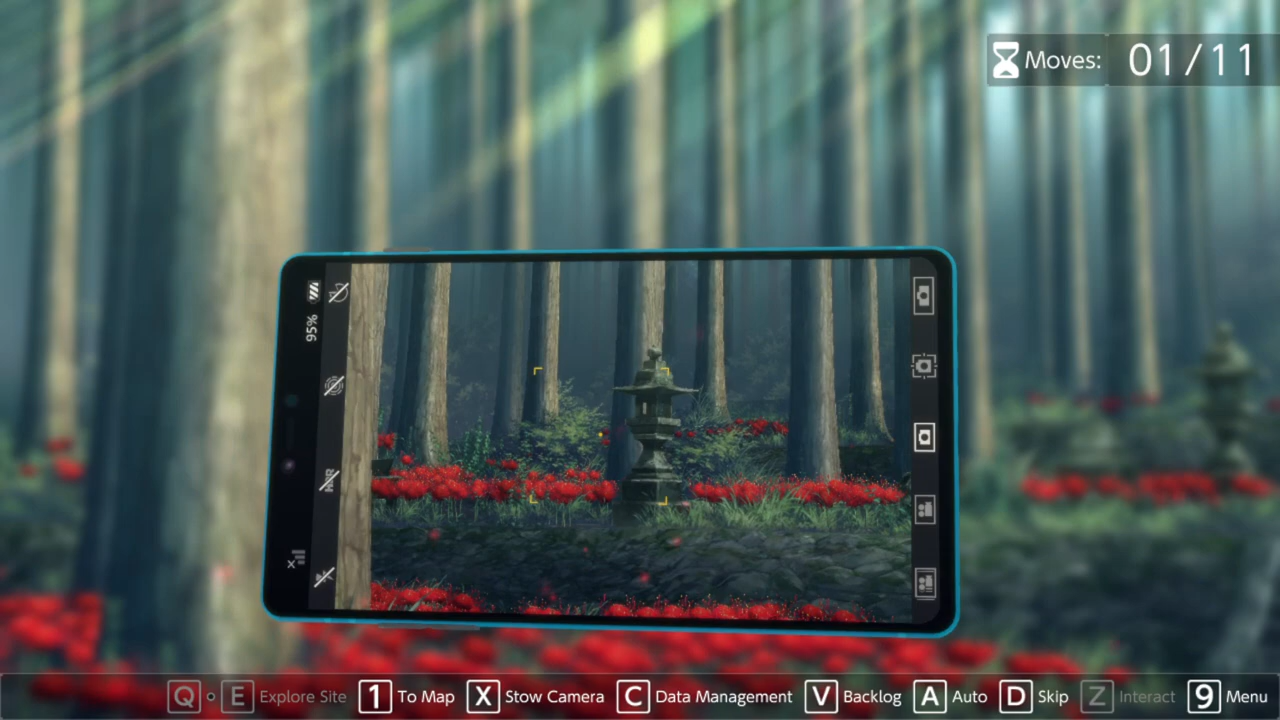 Moves: 01/11
95%
HDR
Q E Explore Site 1 To Map X Stow Camera C Data Management V Backlog A Auto D Skip Z Interact 9 Menu